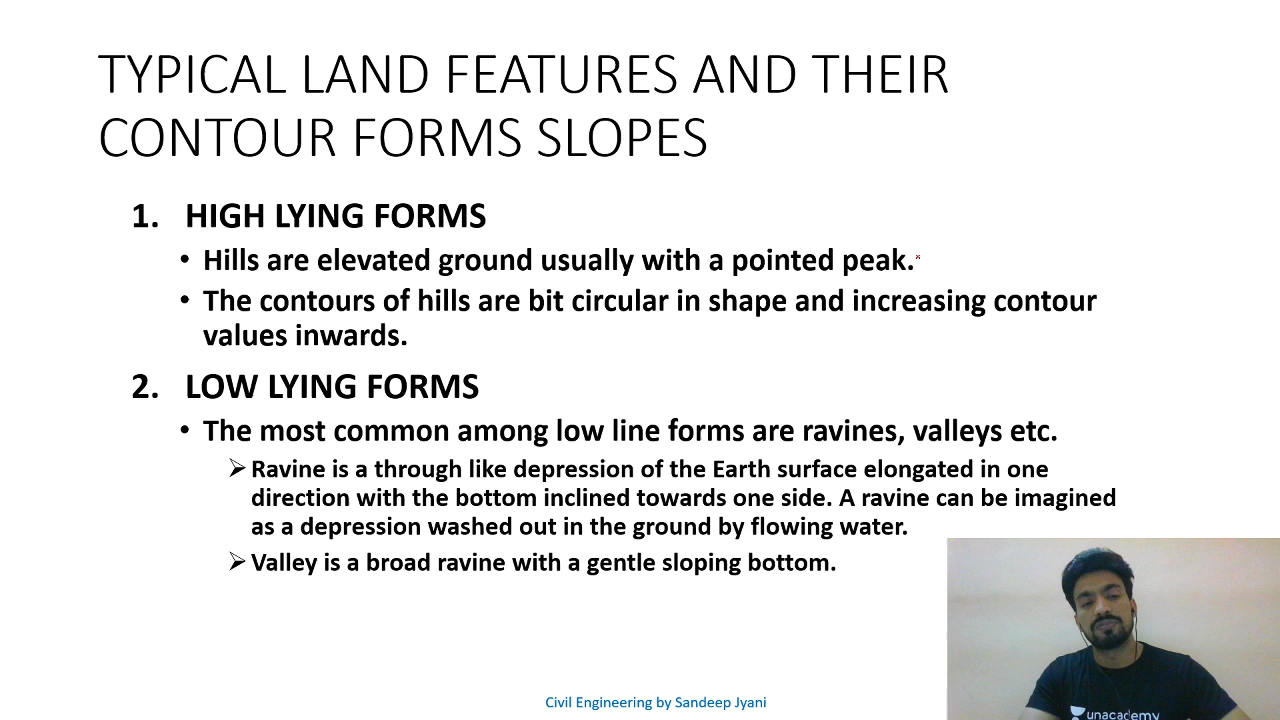 TYPICAL LAND FEATURES AND THEIR
CONTOUR FORMS SLOPES
1. HIGH LYING FORMS
• Hills are elevated ground usually with a pointed peak.
• The contours of hills are bit circular in shape and increasing contour
values inwards.
2. LOW LYING FORMS
• The most common among low line forms are ravines, valleys etc.
➢ Ravine is a through like depression of the Earth surface elongated in one
direction with the bottom inclined towards one side. A ravine can be imagined
as a depression washed out in the ground by flowing water.
➢ Valley is a broad ravine with a gentle sloping bottom.
Civil Engineering by Sandeep Jyani
unacademy